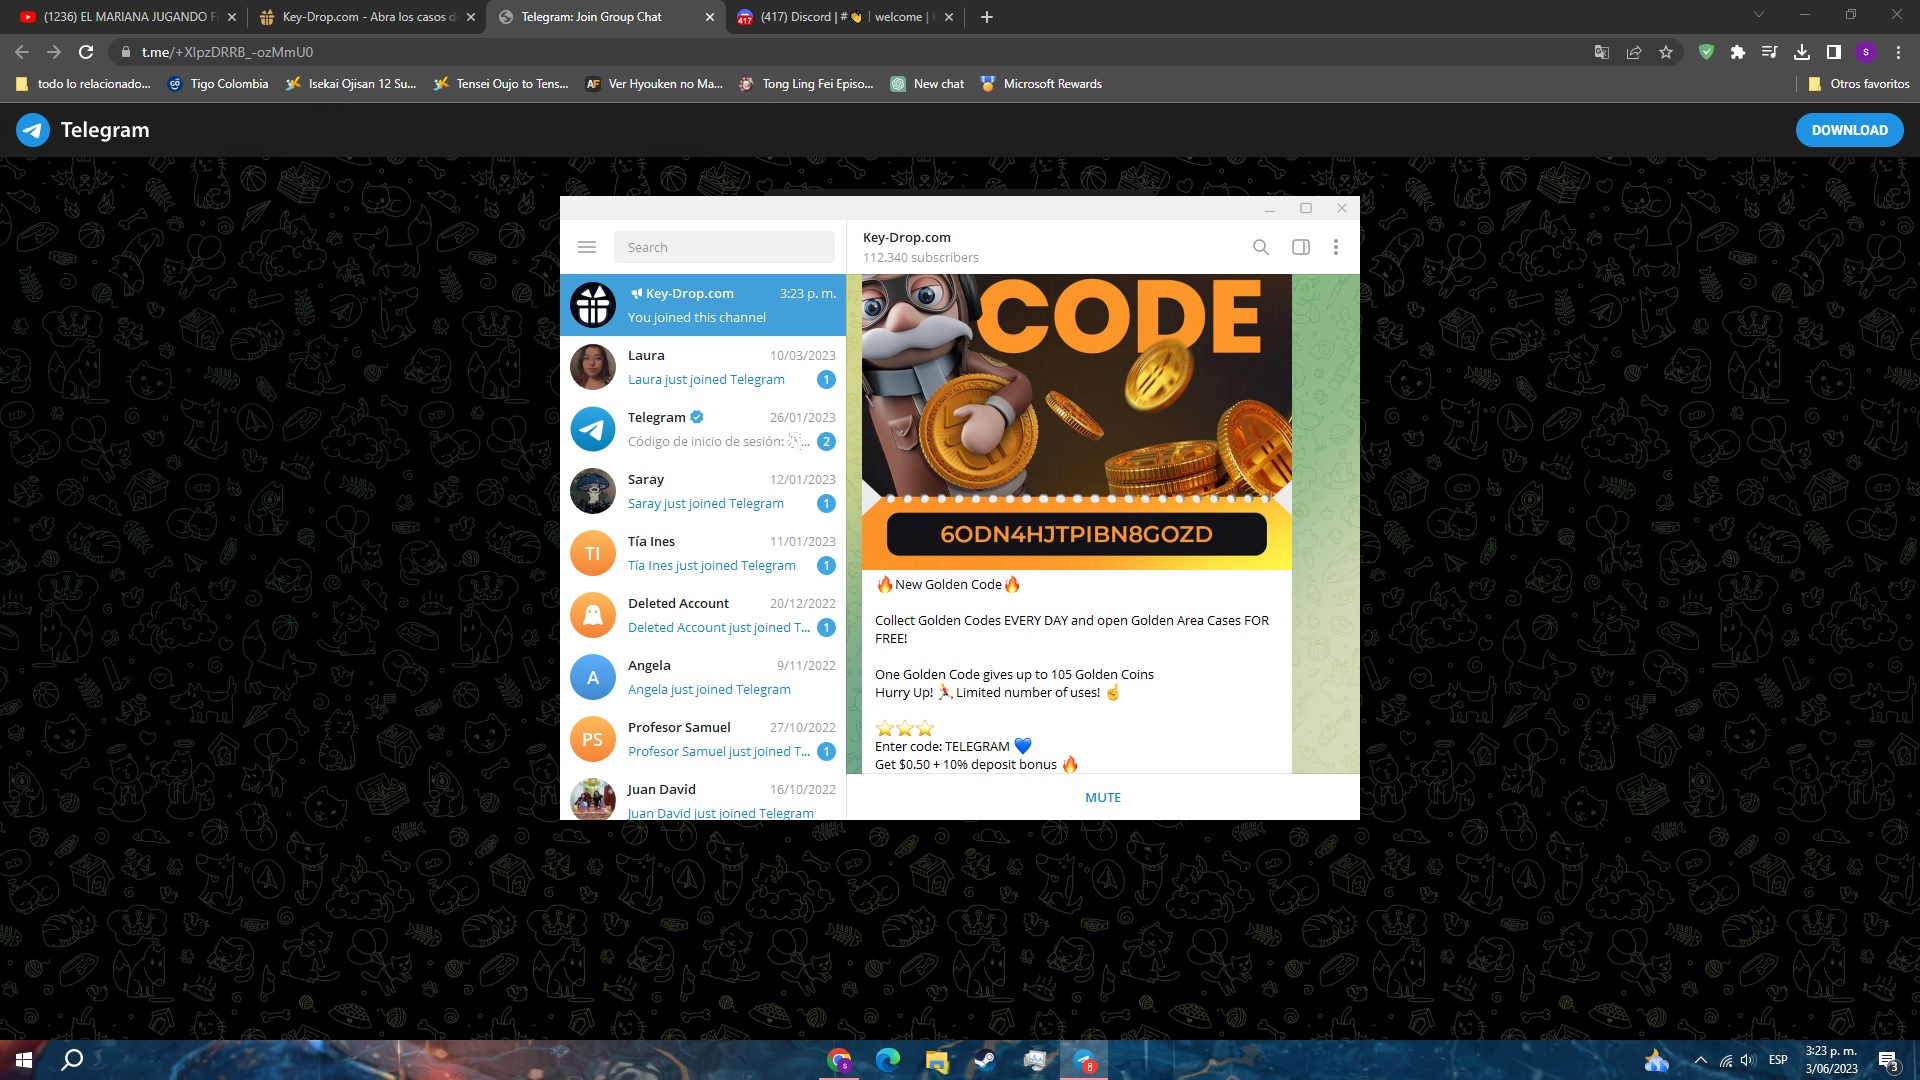 (1236) EL MARIANA JUGANDO F
Key-Drop.com - Abra los casos d
Telegram: Join Group Chat
(417) Discord | #👋 | welcome |
t.me/+XIpzDRRB_-ozMmU0
todo lo relacionado...
Tigo Colombia
Isekai Ojisan 12 Su...
Tensei Oujo to Tens...
Ver Hyouken no Ma...
Tong Ling Fei Episo...
New chat
Microsoft Rewards
Otros favoritos
Telegram
DOWNLOAD
Search
Key-Drop.com 3:23 p. m.
You joined this channel
Laura 10/03/2023
Laura just joined Telegram 1
Telegram 26/01/2023
Código de inicio de sesión: ... 2
Saray 12/01/2023
Saray just joined Telegram 1
TI
Tía Ines 11/01/2023
Tía Ines just joined Telegram 1
Deleted Account 20/12/2022
Deleted Account just joined T... 1
A
Angela 9/11/2022
Angela just joined Telegram
PS
Profesor Samuel 27/10/2022
Profesor Samuel just joined T... 1
Juan David 16/10/2022
Juan David just joined Telegram
Key-Drop.com
112.340 subscribers
CODE
6ODN4HJTPIBN8GOZD
🔥New Golden Code🔥
Collect Golden Codes EVERY DAY and open Golden Area Cases FOR
FREE!
One Golden Code gives up to 105 Golden Coins
Hurry Up! 🏃‍♀️ Limited number of uses! ☝️
⭐⭐⭐
Enter code: TELEGRAM 💙
Get $0.50 + 10% deposit bonus 🔥
MUTE
8
ESP
3:23 p. m.
3/06/2023
3